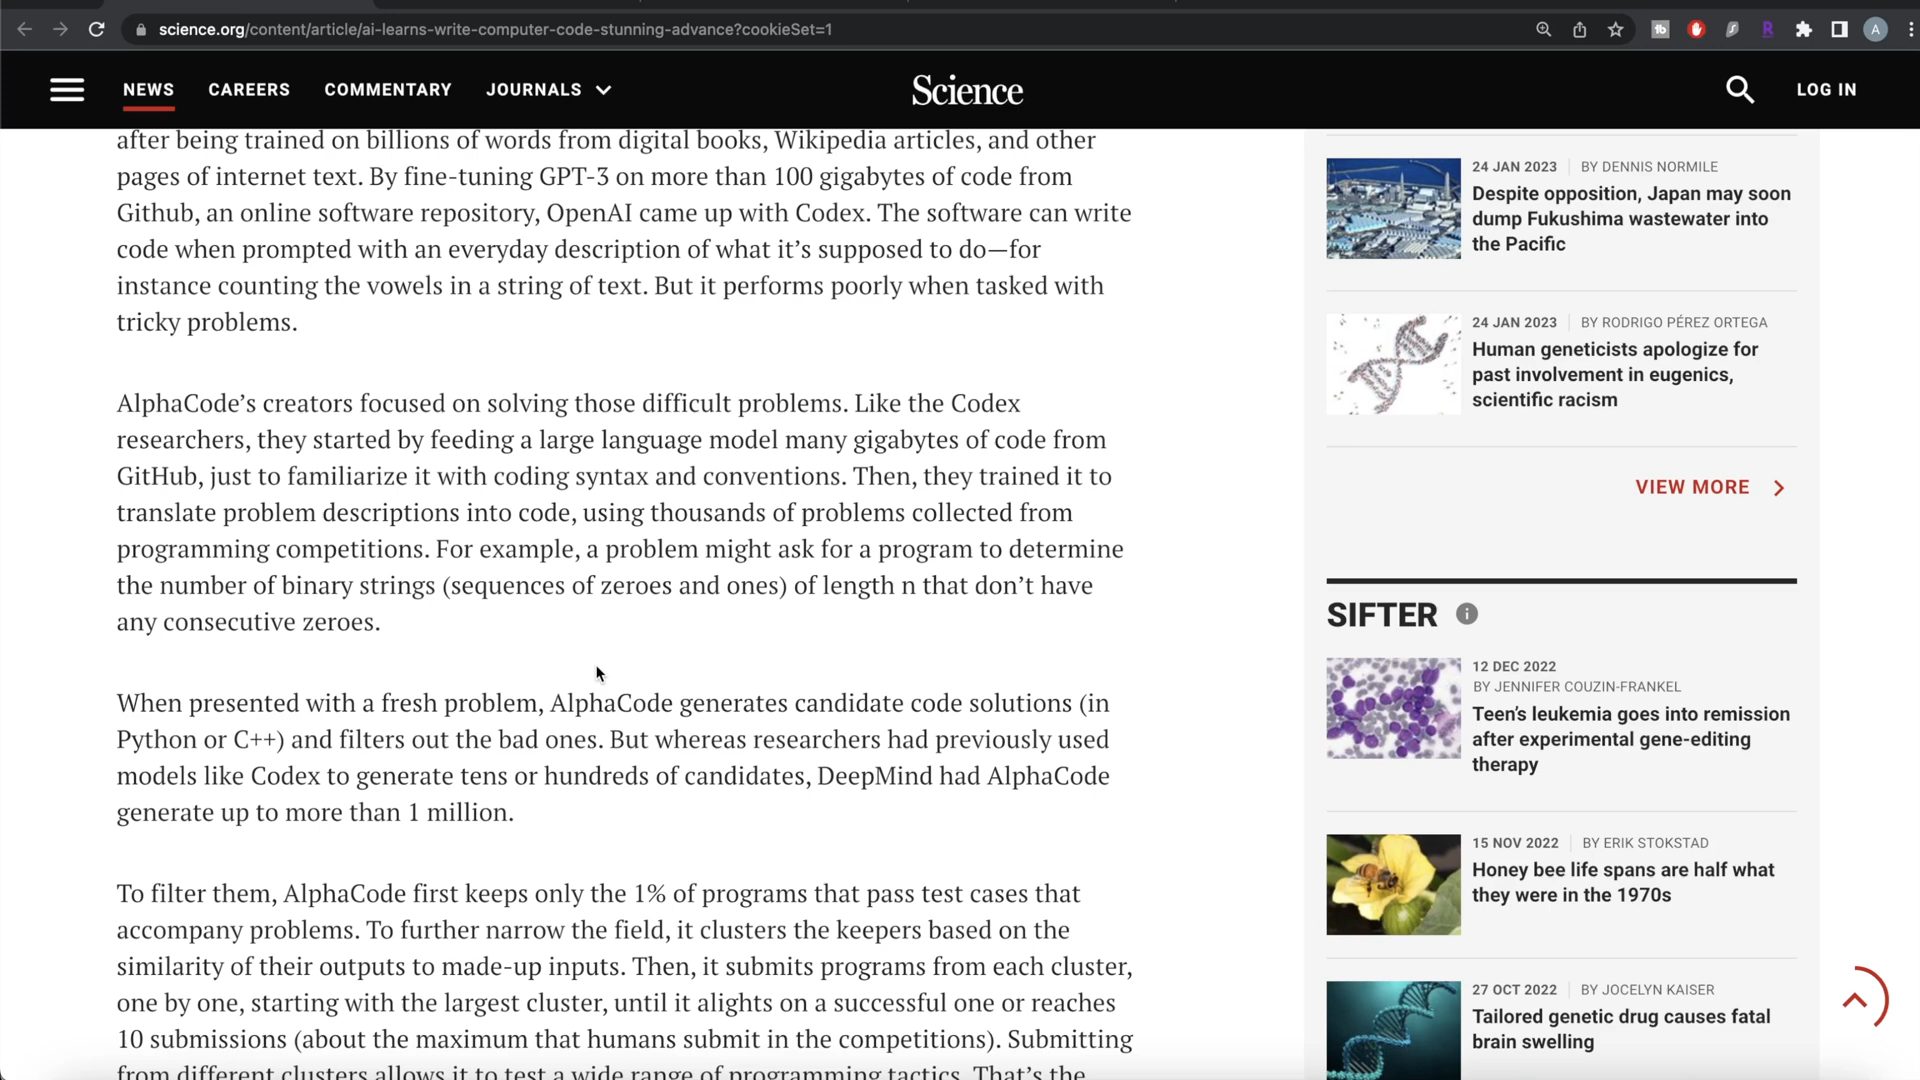 science.org/content/article/ai-learns-write-computer-code-stunning-advance?cookieSet=1
tb
R
A
NEWS
CAREERS
COMMENTARY
JOURNALS
Science
LOG IN
after being trained on billions of words from digital books, Wikipedia articles, and other
pages of internet text. By fine-tuning GPT-3 on more than 100 gigabytes of code from
Github, an online software repository, OpenAI came up with Codex. The software can write
code when prompted with an everyday description of what it’s supposed to do—for
instance counting the vowels in a string of text. But it performs poorly when tasked with
tricky problems.
AlphaCode’s creators focused on solving those difficult problems. Like the Codex
researchers, they started by feeding a large language model many gigabytes of code from
GitHub, just to familiarize it with coding syntax and conventions. Then, they trained it to
translate problem descriptions into code, using thousands of problems collected from
programming competitions. For example, a problem might ask for a program to determine
the number of binary strings (sequences of zeroes and ones) of length n that don’t have
any consecutive zeroes.
When presented with a fresh problem, AlphaCode generates candidate code solutions (in
Python or C++) and filters out the bad ones. But whereas researchers had previously used
models like Codex to generate tens or hundreds of candidates, DeepMind had AlphaCode
generate up to more than 1 million.
To filter them, AlphaCode first keeps only the 1% of programs that pass test cases that
accompany problems. To further narrow the field, it clusters the keepers based on the
similarity of their outputs to made-up inputs. Then, it submits programs from each cluster,
one by one, starting with the largest cluster, until it alights on a successful one or reaches
10 submissions (about the maximum that humans submit in the competitions). Submitting
from different clusters allows it to test a wide range of programming tactics. That’s the
24 JAN 2023 BY DENNIS NORMILE
Despite opposition, Japan may soon
dump Fukushima wastewater into
the Pacific
24 JAN 2023 BY RODRIGO PÉREZ ORTEGA
Human geneticists apologize for
past involvement in eugenics,
scientific racism
VIEW MORE
SIFTER
12 DEC 2022
BY JENNIFER COUZIN-FRANKEL
Teen’s leukemia goes into remission
after experimental gene-editing
therapy
15 NOV 2022 BY ERIK STOKSTAD
Honey bee life spans are half what
they were in the 1970s
27 OCT 2022 BY JOCELYN KAISER
Tailored genetic drug causes fatal
brain swelling